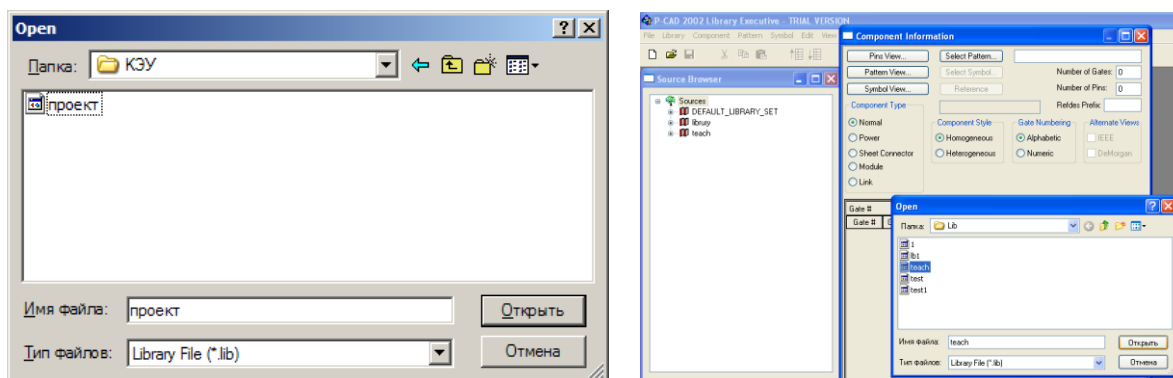 Open
Папка: КЭУ
проект
Имя файла: проект Открыть
Тип файлов: Library File (*.lib) Отмена
P-CAD 2002 Library Executive - TRIAL VERSION
File Library Component Pattern Symbol Edit View
Source Browser
Sources
DEFAULT_LIBRARY_SET
teach
Component Information
Pins View... Select Pattern...
Pattern View... Select Symbol... Number of Gates: 0
Symbol View... Reference Number of Pins: 0
Component Type Refdes Prefix:
Normal Component Style Gate Numbering Alternate Views
Power Homogeneous Alphabetic IEEE
Sheet Connector Heterogeneous Numeric DeMorgan
Module
Link
Gate #
Gate #
Open
Папка: Lib
1
lb1
teach
test
test1
Имя файла: teach Открыть
Тип файлов: Library File (*.lib) Отмена